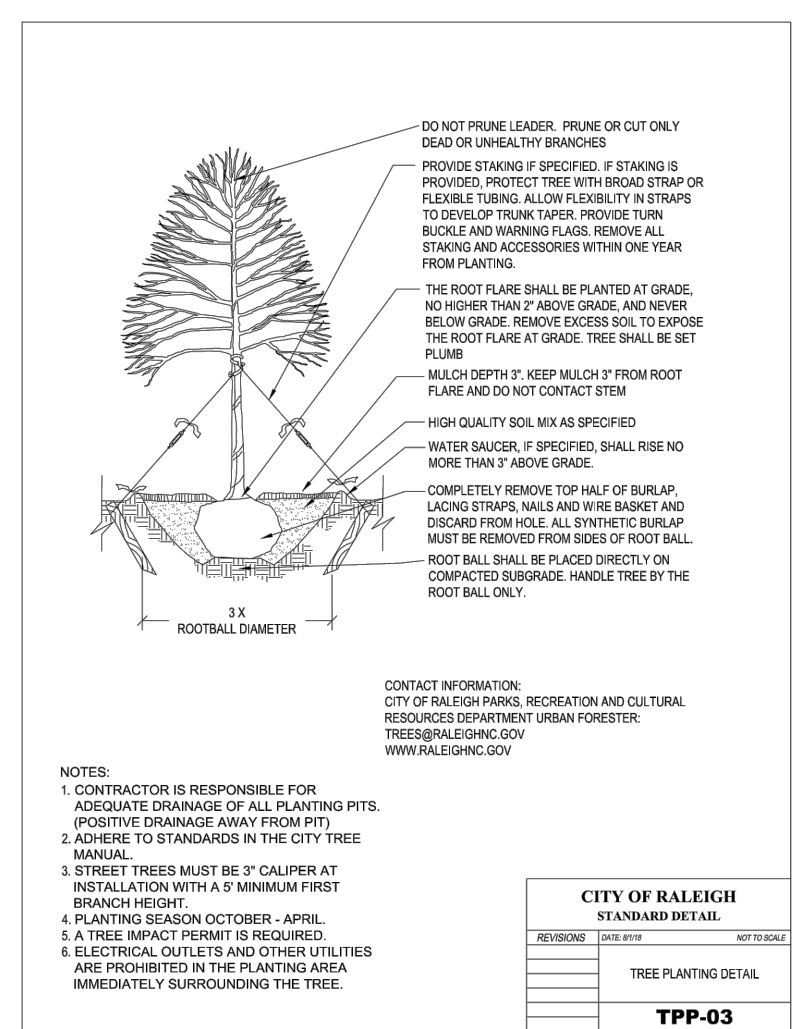 DO NOT PRUNE LEADER. PRUNE OR CUT ONLY
DEAD OR UNHEALTHY BRANCHES
PROVIDE STAKING IF SPECIFIED. IF STAKING IS
PROVIDED, PROTECT TREE WITH BROAD STRAP OR
FLEXIBLE TUBING. ALLOW FLEXIBILITY IN STRAPS
TO DEVELOP TRUNK TAPER. PROVIDE TURN
BUCKLE AND WARNING FLAGS. REMOVE ALL
STAKING AND ACCESSORIES WITHIN ONE YEAR
FROM PLANTING.
THE ROOT FLARE SHALL BE PLANTED AT GRADE,
NO HIGHER THAN 2" ABOVE GRADE, AND NEVER
BELOW GRADE. REMOVE EXCESS SOIL TO EXPOSE
THE ROOT FLARE AT GRADE. TREE SHALL BE SET
PLUMB
MULCH DEPTH 3". KEEP MULCH 3" FROM ROOT
FLARE AND DO NOT CONTACT STEM
HIGH QUALITY SOIL MIX AS SPECIFIED
WATER SAUCER, IF SPECIFIED, SHALL RISE NO
MORE THAN 3" ABOVE GRADE.
COMPLETELY REMOVE TOP HALF OF BURLAP,
LACING STRAPS, NAILS AND WIRE BASKET AND
DISCARD FROM HOLE. ALL SYNTHETIC BURLAP
MUST BE REMOVED FROM SIDES OF ROOT BALL.
ROOT BALL SHALL BE PLACED DIRECTLY ON
COMPACTED SUBGRADE. HANDLE TREE BY THE
ROOT BALL ONLY.
3 X
ROOTBALL DIAMETER
CONTACT INFORMATION:
CITY OF RALEIGH PARKS, RECREATION AND CULTURAL
RESOURCES DEPARTMENT URBAN FORESTER:
TREES@RALEIGHNC.GOV
WWW.RALEIGHNC.GOV
NOTES:
1. CONTRACTOR IS RESPONSIBLE FOR
ADEQUATE DRAINAGE OF ALL PLANTING PITS.
(POSITIVE DRAINAGE AWAY FROM PIT)
2. ADHERE TO STANDARDS IN THE CITY TREE
MANUAL.
3. STREET TREES MUST BE 3" CALIPER AT
INSTALLATION WITH A 5' MINIMUM FIRST
BRANCH HEIGHT.
4. PLANTING SEASON OCTOBER - APRIL.
5. A TREE IMPACT PERMIT IS REQUIRED.
6. ELECTRICAL OUTLETS AND OTHER UTILITIES
ARE PROHIBITED IN THE PLANTING AREA
IMMEDIATELY SURROUNDING THE TREE.
CITY OF RALEIGH
STANDARD DETAIL
REVISIONS DATE: 8/1/18 NOT TO SCALE
TREE PLANTING DETAIL
TPP-03